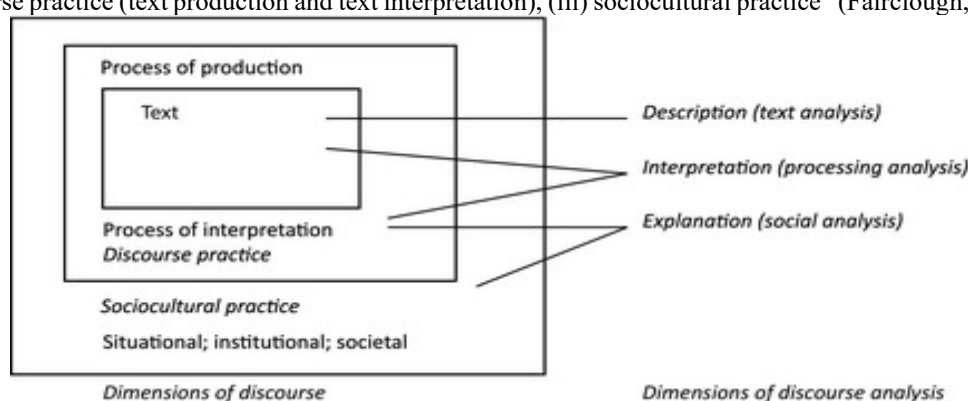 rse practice (text production and text interpretation), (iii) sociocultural practice" (Fairclough,
Process of production
Text
Description (text analysis)
Interpretation (processing analysis)
Process of interpretation
Explanation (social analysis)
Discourse practice
Sociocultural practice
Situational; institutional; societal
Dimensions of discourse
Dimensions of discourse analysis